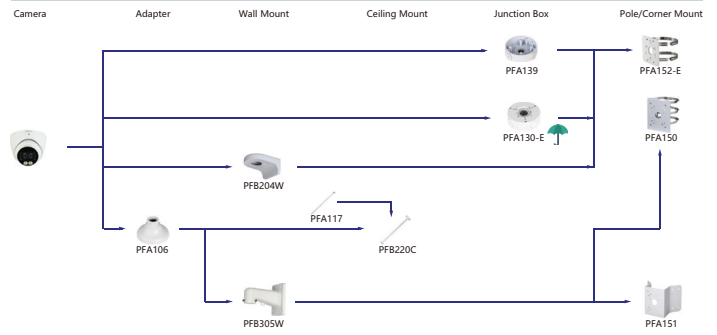 Camera Adapter Wall Mount Ceiling Mount Junction Box Pole/Corner Mount
PFA139
PFA152-E
PFA130-E
PFA150
PFB204W
PFA117
PFA106
PFB220C
PFB305W
PFA151